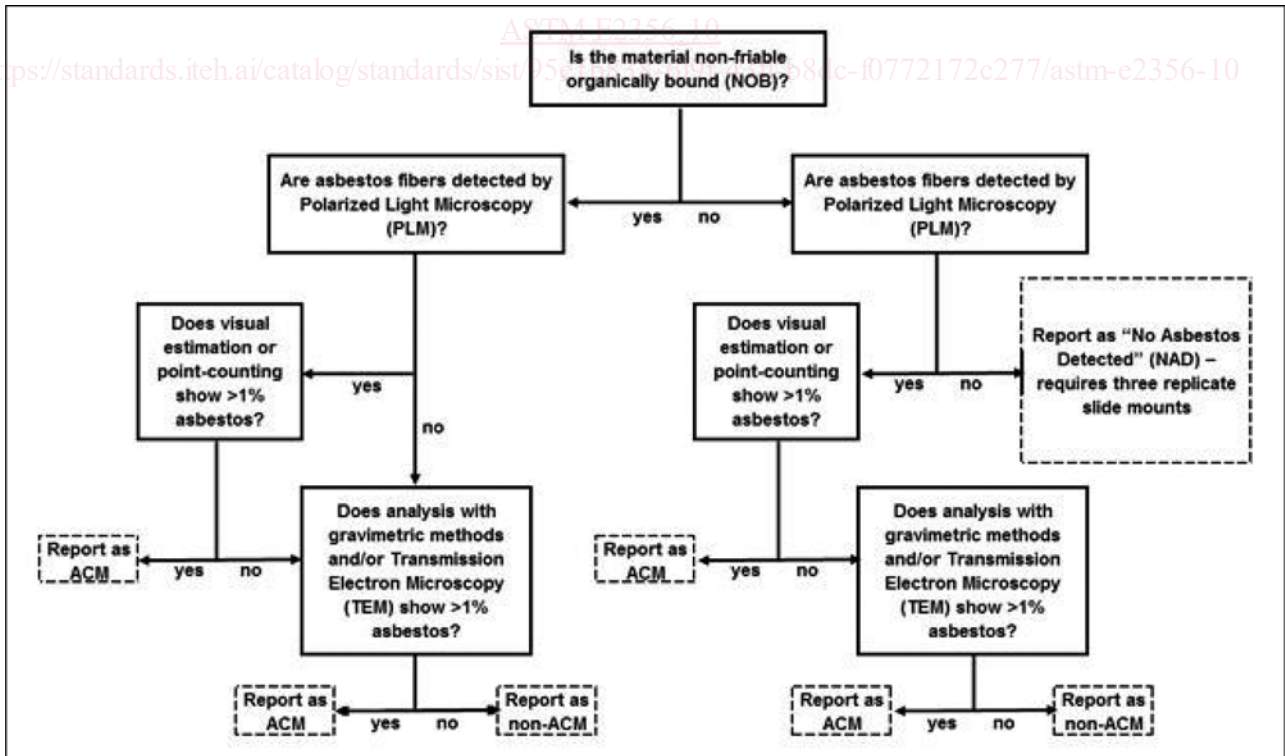 ASTM E2356-10
Is the material non-friable
organically bound (NOB)?
Are asbestos fibers detected by
Polarized Light Microscopy
(PLM)?
yes no
Are asbestos fibers detected by
Polarized Light Microscopy
(PLM)?
Does visual
estimation or
point-counting
show >1%
asbestos?
yes
no
Does visual
estimation or
point-counting
show >1%
asbestos?
yes no
Report as “No Asbestos
Detected” (NAD) –
requires three replicate
slide mounts
Report as
ACM
yes no
Does analysis with
gravimetric methods
and/or Transmission
Electron Microscopy
(TEM) show >1%
asbestos?
Report as
ACM
yes no
Does analysis with
gravimetric methods
and/or Transmission
Electron Microscopy
(TEM) show >1%
asbestos?
Report as
ACM
yes no
Report as
non-ACM
Report as
ACM
yes no
Report as
non-ACM